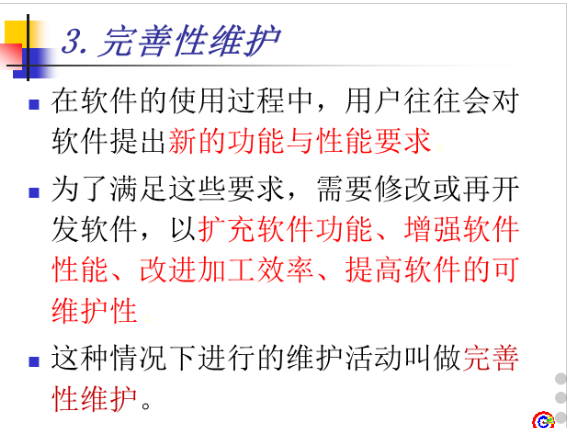 3. 完善性维护
在软件的使用过程中，用户往往会对
软件提出新的功能与性能要求
为了满足这些要求，需要修改或再开
发软件，以扩充软件功能、增强软件
性能、改进加工效率、提高软件的可
维护性
这种情况下进行的维护活动叫做完善
性维护。